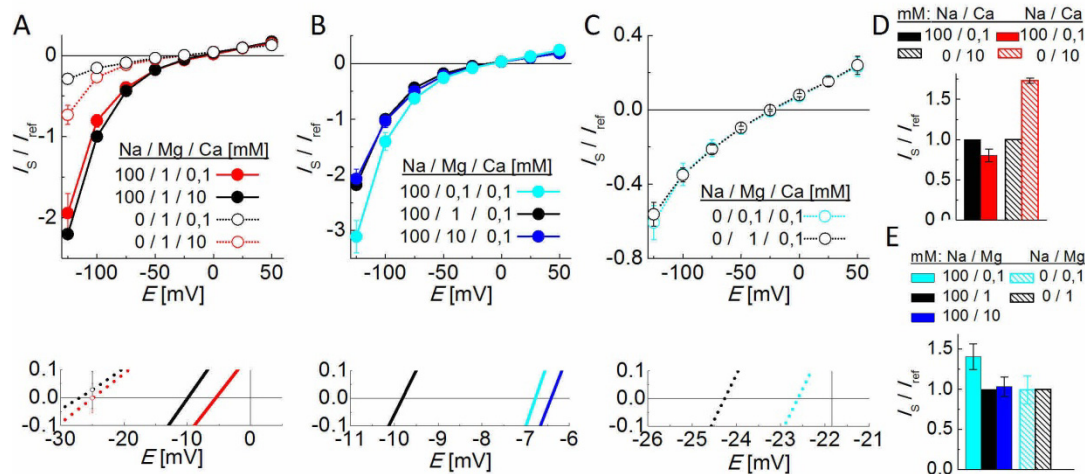 A
0
-1
-2
I_S / I_ref
Na / Mg / Ca [mM]
100 / 1 / 0,1
100 / 1 / 10
0 / 1 / 0,1
0 / 1 / 10
-100 -50 0 50
E [mV]
0.1
0.0
-0.1
-30 -20 -10 0
E [mV]
B
0
-1
-2
-3
I_S / I_ref
Na / Mg / Ca [mM]
100 / 0,1 / 0,1
100 / 1 / 0,1
100 / 10 / 0,1
-100 -50 0 50
E [mV]
0.1
0.0
-0.1
-11 -10 -9 -8 -7 -6
E [mV]
C
0.4
0.0
-0.4
-0.8
I_S / I_ref
Na / Mg / Ca [mM]
0 / 0,1 / 0,1
0 / 1 / 0,1
-100 -50 0 50
E [mV]
0.1
0.0
-0.1
-26 -25 -24 -23 -22 -21
E [mV]
D
mM: Na / Ca Na / Ca
100 / 0,1 100 / 0,1
0 / 10 0 / 10
1.5
1.0
0.5
I_S / I_ref
E
mM: Na / Mg Na / Mg
100 / 0,1 0 / 0,1
100 / 1 0 / 1
100 / 10
1.5
1.0
0.5
0.0
I_S / I_ref